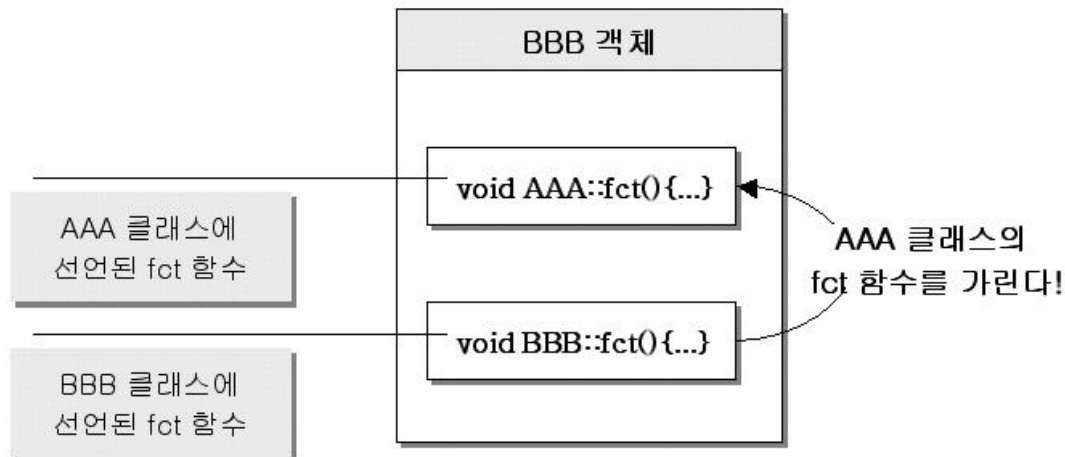 BBB 객체
void AAA::fct(){...}
AAA 클래스에
선언된 fct 함수
AAA 클래스의
fct 함수를 가린다!
void BBB::fct(){...}
BBB 클래스에
선언된 fct 함수